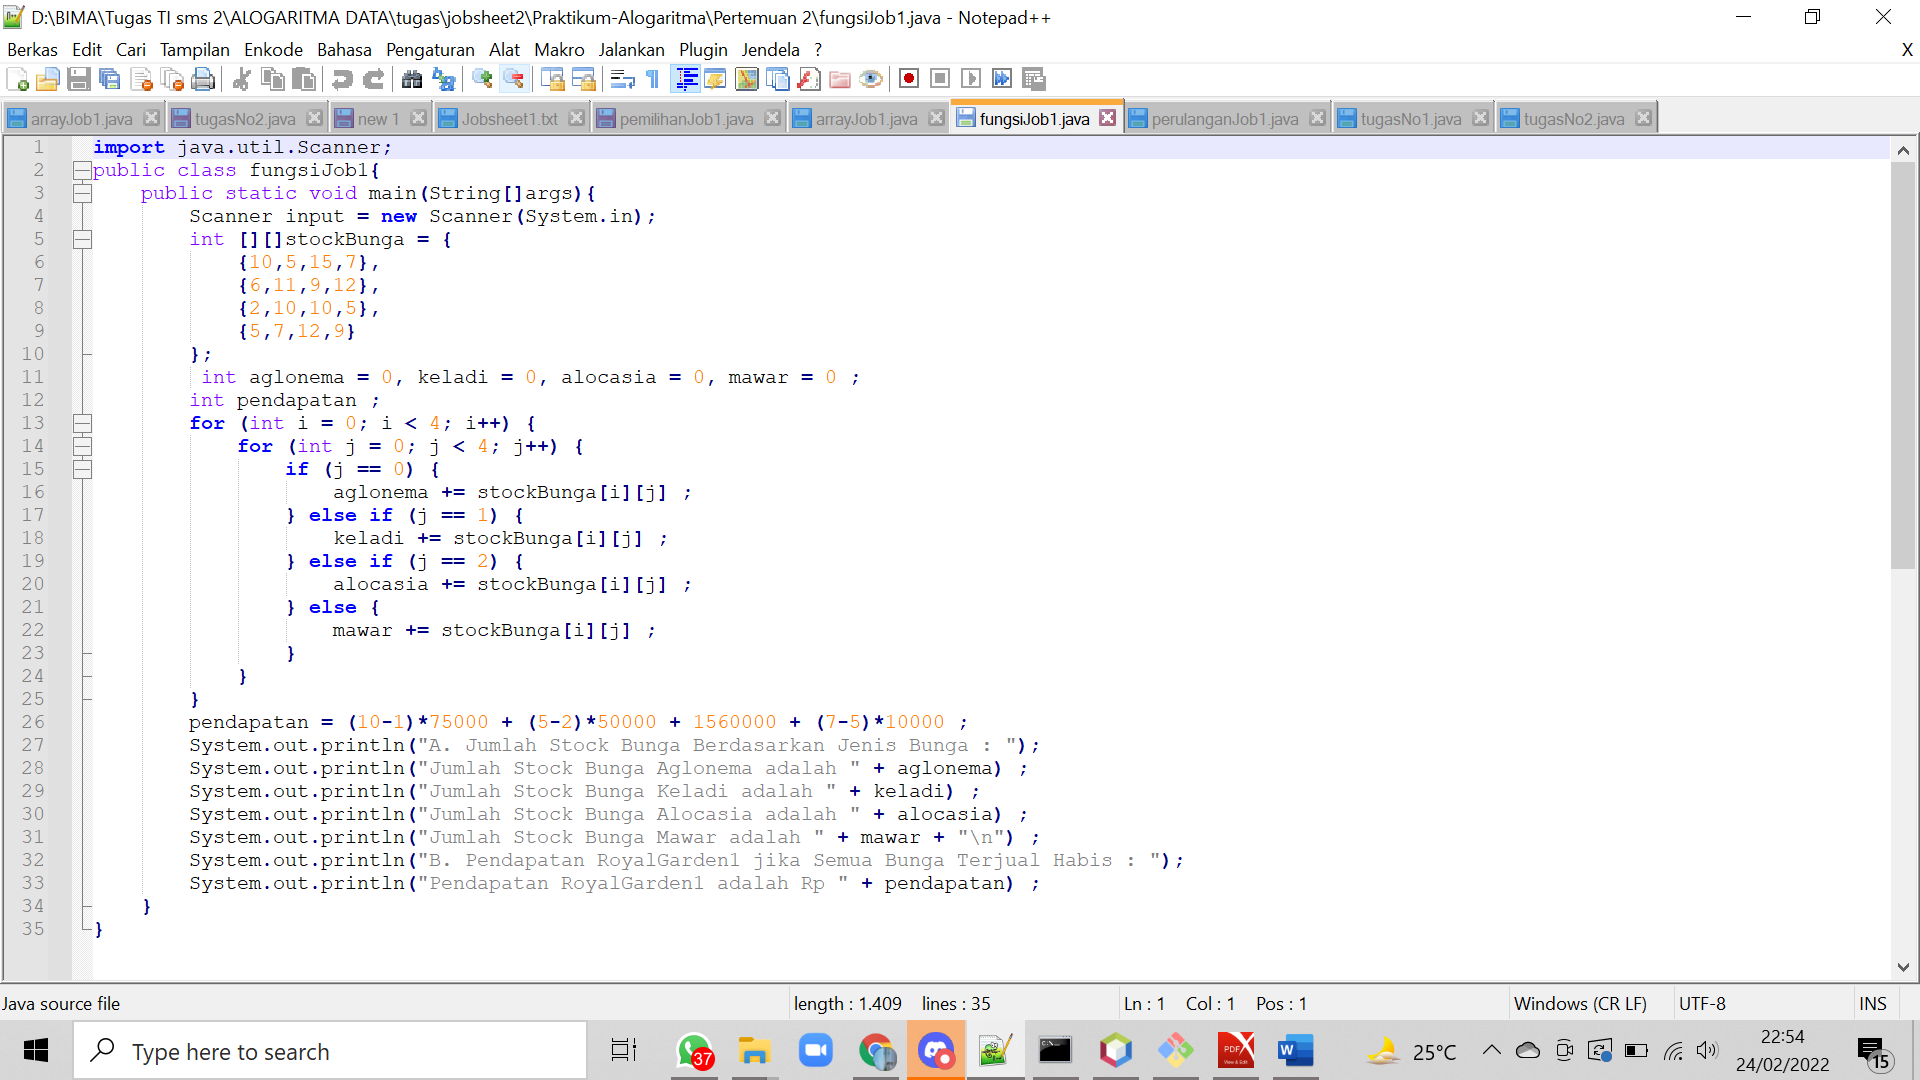 D:\BIMA\Tugas TI sms 2\ALOGARITMA DATA\tugas\jobsheet2\Praktikum-Alogaritma\Pertemuan 2\fungsiJob1.java - Notepad++
Berkas Edit Cari Tampilan Enkode Bahasa Pengaturan Alat Makro Jalankan Plugin Jendela ? X
arrayJob1.java tugasNo2.java new 1 Jobsheet1.txt pemilihanJob1.java arrayJob1.java fungsiJob1.java perulanganJob1.java tugasNo1.java tugasNo2.java
1 import java.util.Scanner;
2 public class fungsiJob1{
3 public static void main(String[]args){
4 Scanner input = new Scanner(System.in);
5 int [][]stockBunga = {
6 {10,5,15,7},
7 {6,11,9,12},
8 {2,10,10,5},
9 {5,7,12,9}
10 };
11 int aglonema = 0, keladi = 0, alocasia = 0, mawar = 0 ;
12 int pendapatan ;
13 for (int i = 0; i < 4; i++) {
14 for (int j = 0; j < 4; j++) {
15 if (j == 0) {
16 aglonema += stockBunga[i][j] ;
17 } else if (j == 1) {
18 keladi += stockBunga[i][j] ;
19 } else if (j == 2) {
20 alocasia += stockBunga[i][j] ;
21 } else {
22 mawar += stockBunga[i][j] ;
23 }
24 }
25 }
26 pendapatan = (10-1)*75000 + (5-2)*50000 + 1560000 + (7-5)*10000 ;
27 System.out.println("A. Jumlah Stock Bunga Berdasarkan Jenis Bunga : ");
28 System.out.println("Jumlah Stock Bunga Aglonema adalah " + aglonema) ;
29 System.out.println("Jumlah Stock Bunga Keladi adalah " + keladi) ;
30 System.out.println("Jumlah Stock Bunga Alocasia adalah " + alocasia) ;
31 System.out.println("Jumlah Stock Bunga Mawar adalah " + mawar + "\n") ;
32 System.out.println("B. Pendapatan RoyalGarden1 jika Semua Bunga Terjual Habis : ");
33 System.out.println("Pendapatan RoyalGarden1 adalah Rp " + pendapatan) ;
34 }
35 }
Java source file length : 1.409 lines : 35 Ln : 1 Col : 1 Pos : 1 Windows (CR LF) UTF-8 INS
Type here to search 37 PDF W 25°C 22:54 15
24/02/2022